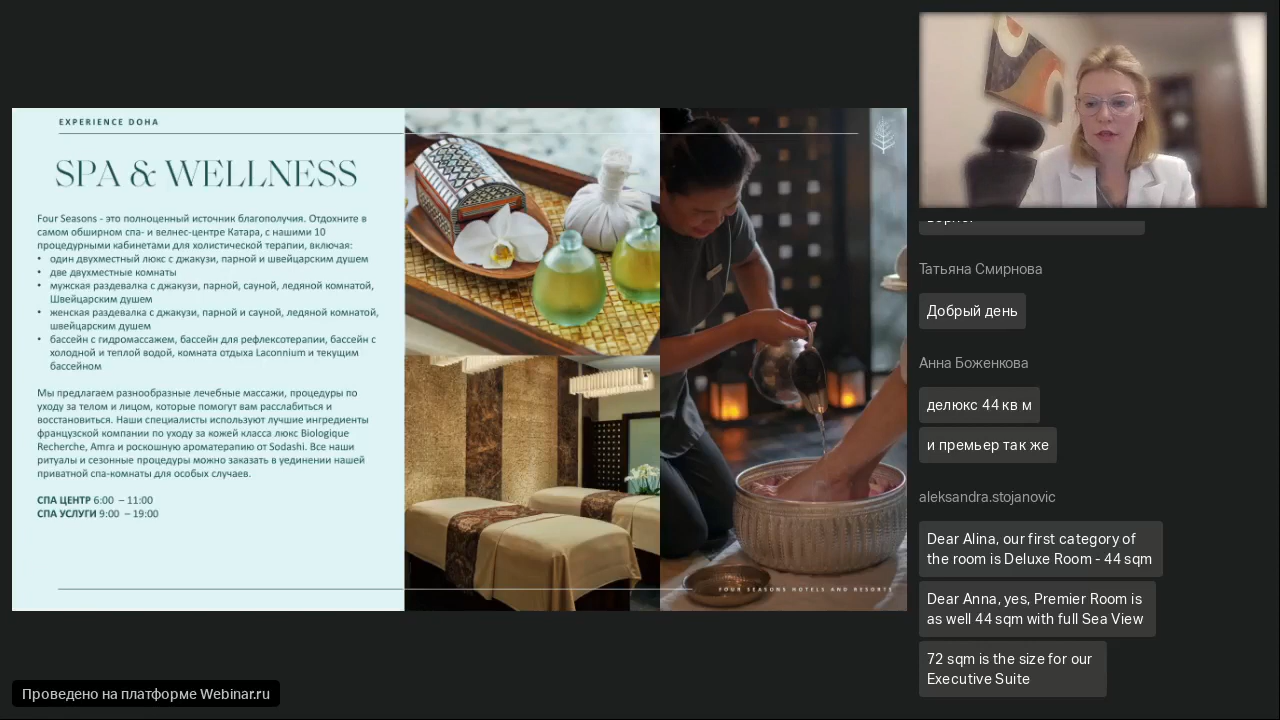 EXPERIENCE DOHA
SPA & WELLNESS
Four Seasons - это полноценный источник благополучия. Отдохните в
самом обширном спа- и велнес-центре Катара, с нашими 10
процедурными кабинетами для холистической терапии, включая:
• один двухместный люкс с джакузи, парной и швейцарским душем
• две двухместные комнаты
• мужская раздевалка с джакузи, парной, сауной, ледяной комнатой,
Швейцарским душем
• женская раздевалка с джакузи, парной и сауной, ледяной комнатой,
швейцарским душем
• бассейн с гидромассажем, бассейн для рефлексотерапии, бассейн с
холодной и теплой водой, комната отдыха Laconnium и текущим
бассейном
Мы предлагаем разнообразные лечебные массажи, процедуры по
уходу за телом и лицом, которые помогут вам расслабиться и
восстановиться. Наши специалисты используют лучшие ингредиенты
французской компании по уходу за кожей класса люкс Biologique
Recherche, Amra и роскошную ароматерапию от Sodashi. Все наши
ритуалы и сезонные процедуры можно заказать в уединении нашей
приватной спа-комнаты для особых случаев.
СПА ЦЕНТР 6:00 – 11:00
СПА УСЛУГИ 9:00 – 19:00
FOUR SEASONS HOTELS AND RESORTS
Татьяна Смирнова
Добрый день
Анна Боженкова
делюкс 44 кв м
и премьер так же
aleksandra.stojanovic
Dear Alina, our first category of
the room is Deluxe Room - 44 sqm
Dear Anna, yes, Premier Room is
as well 44 sqm with full Sea View
72 sqm is the size for our
Executive Suite
Проведено на платформе Webinar.ru